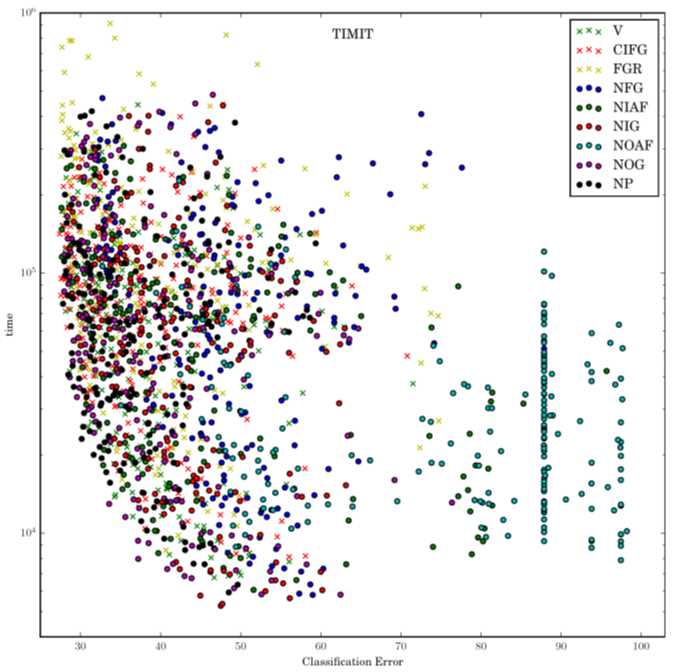 TIMIT
V
CIFG
FGR
NFG
NIAF
NIG
NOAF
NOG
NP
10⁶
10⁵
10⁴
time
30 40 50 60 70 80 90 100
Classification Error